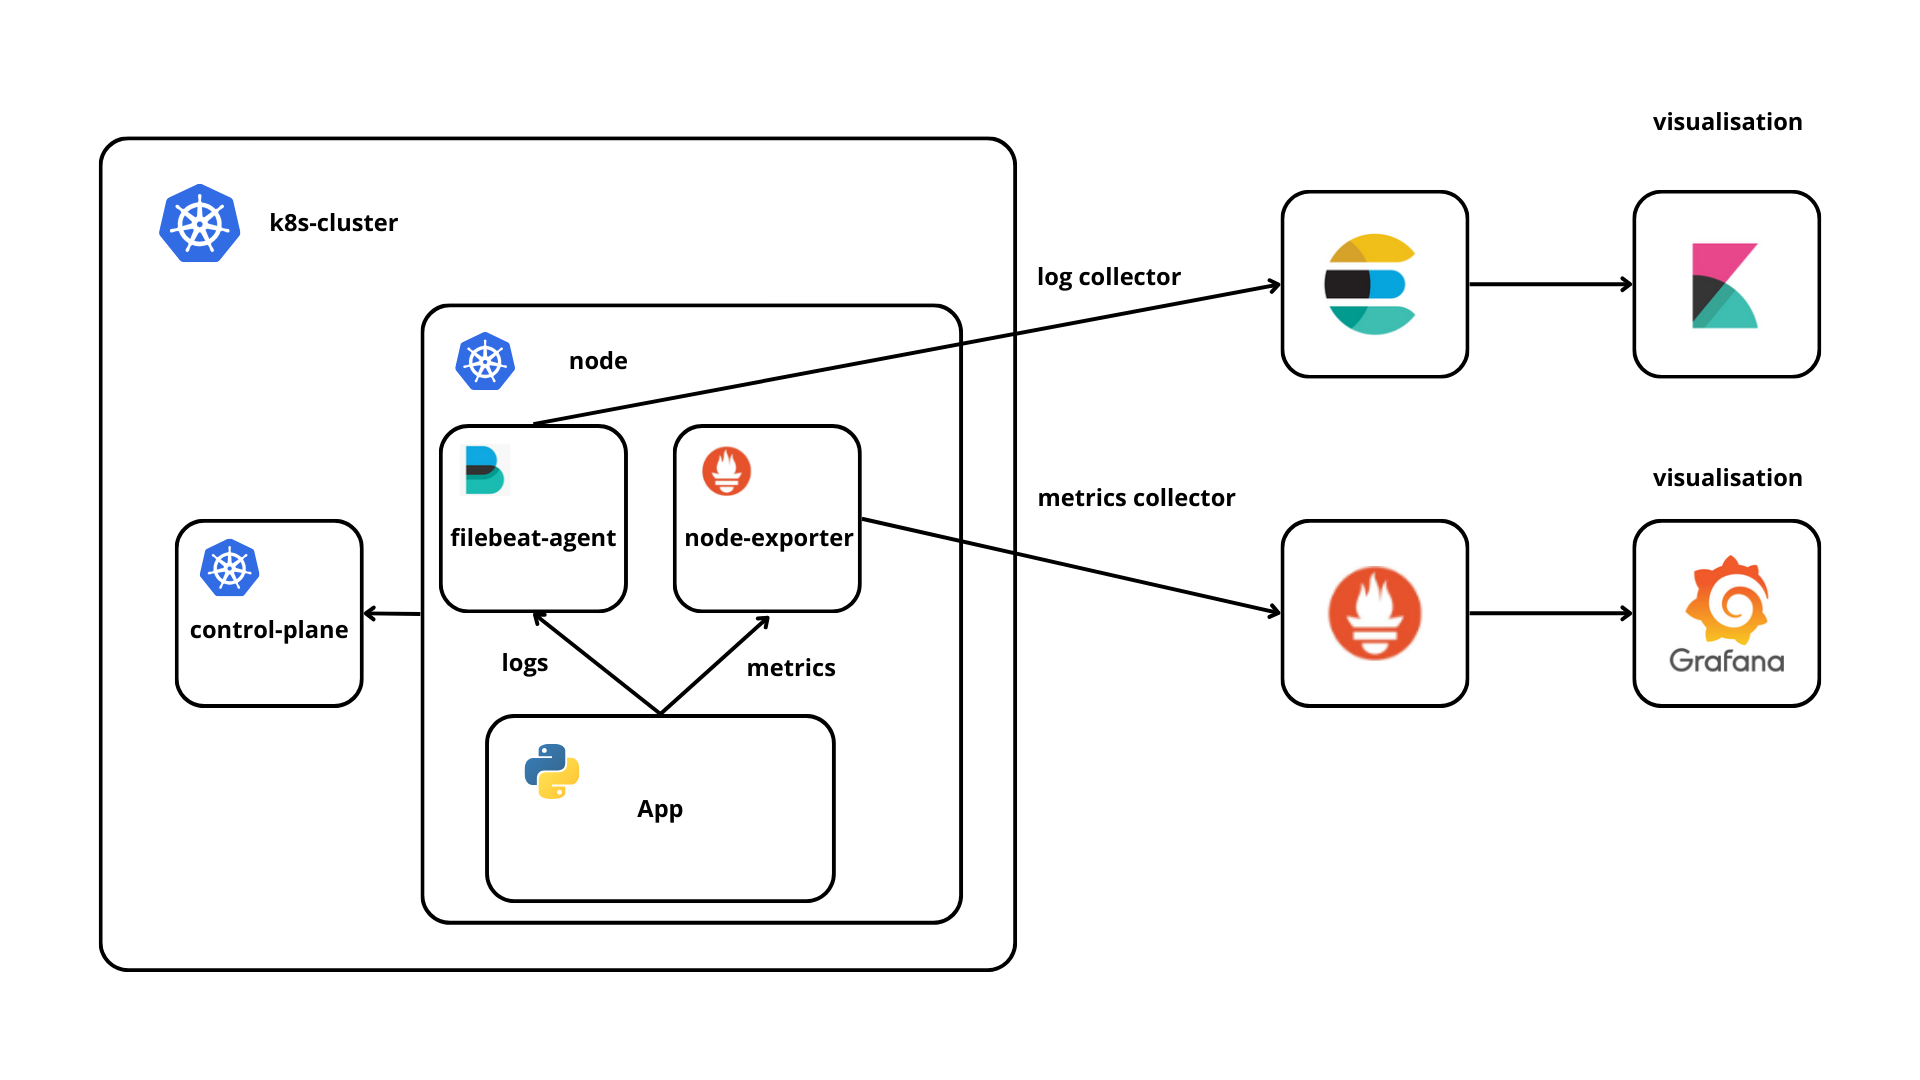 visualisation
k8s-cluster
log collector
node
visualisation
metrics collector
filebeat-agent
node-exporter
control-plane
logs
metrics
Grafana
App